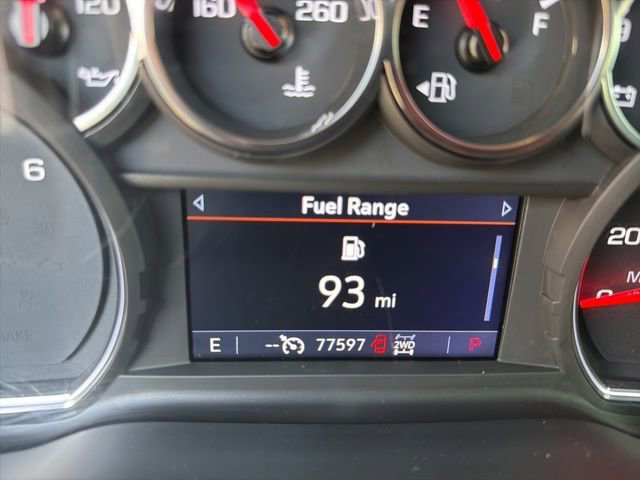 120 160 260 E F
6
Fuel Range
93 mi
20
E -- 77597 2WD P